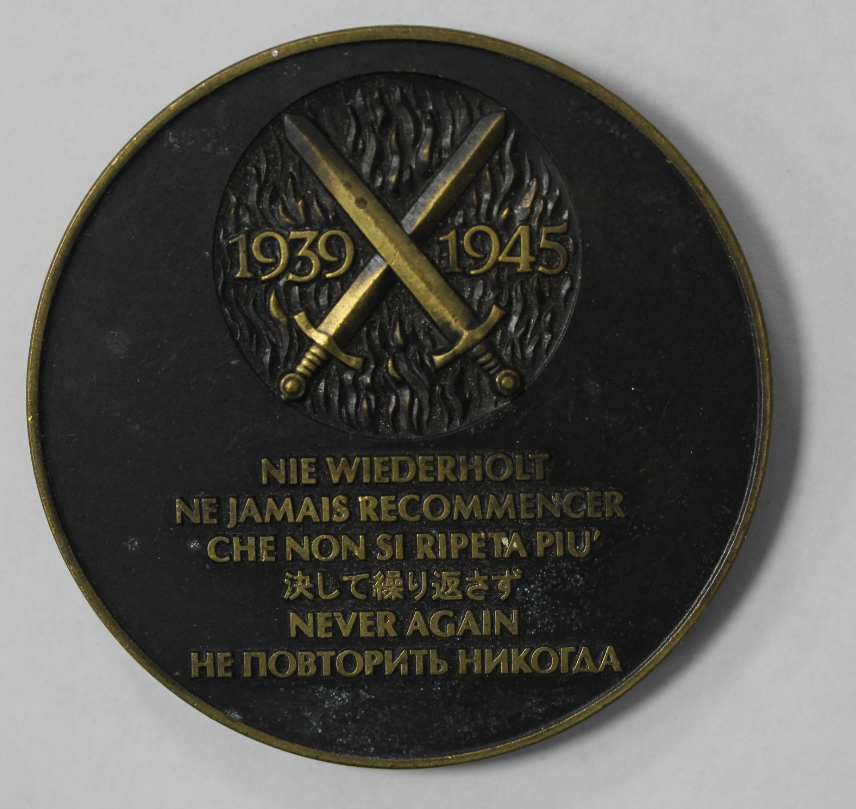 1939 1945
NIE WIEDERHOLT
NE JAMAIS RECOMMENCER
CHE NON SI RIPETA PIU'
決して繰り返さず
NEVER AGAIN
НЕ ПОВТОРИТЬ НИКОГДА